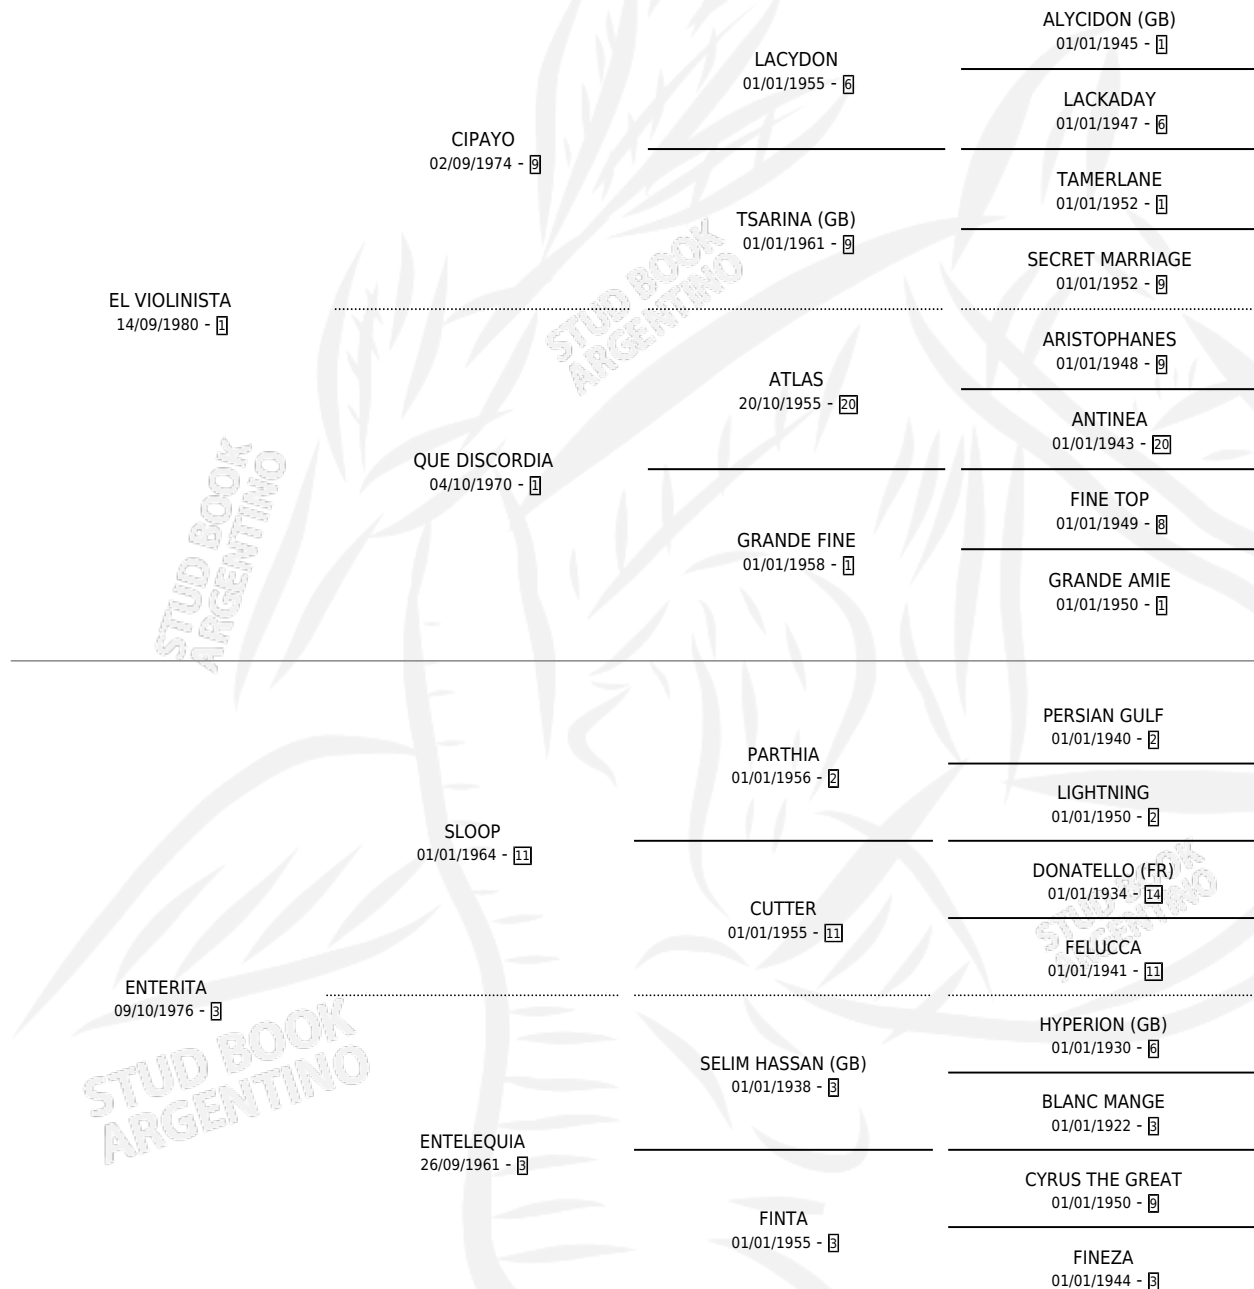 ALYCIDON (GB)
01/01/1945 - 1
LACYDON
01/01/1955 - 6
LACKADAY
01/01/1947 - 6
CIPAYO
02/09/1974 - 9
TAMERLANE
01/01/1952 - 1
TSARINA (GB)
01/01/1961 - 9
SECRET MARRIAGE
01/01/1952 - 9
EL VIOLINISTA
14/09/1980 - 1
ARISTOPHANES
01/01/1948 - 9
ATLAS
20/10/1955 - 20
ANTINEA
01/01/1943 - 20
QUE DISCORDIA
04/10/1970 - 1
FINE TOP
01/01/1949 - 8
GRANDE FINE
01/01/1958 - 1
GRANDE AMIE
01/01/1950 - 1
PERSIAN GULF
01/01/1940 - 2
PARTHIA
01/01/1956 - 2
LIGHTNING
01/01/1950 - 2
SLOOP
01/01/1964 - 11
DONATELLO (FR)
01/01/1934 - 14
CUTTER
01/01/1955 - 11
FELUCCA
01/01/1941 - 11
ENTERITA
09/10/1976 - 3
HYPERION (GB)
01/01/1930 - 6
SELIM HASSAN (GB)
01/01/1938 - 3
BLANC MANGE
01/01/1922 - 3
ENTELEQUIA
26/09/1961 - 3
CYRUS THE GREAT
01/01/1950 - 9
FINTA
01/01/1955 - 3
FINEZA
01/01/1944 - 3
STUD BOOK
ARGENTINO
STUD BOOK
ARGENTINO
STUD BOOK
ARGENTINO
STUD BOOK
ARGENTINO